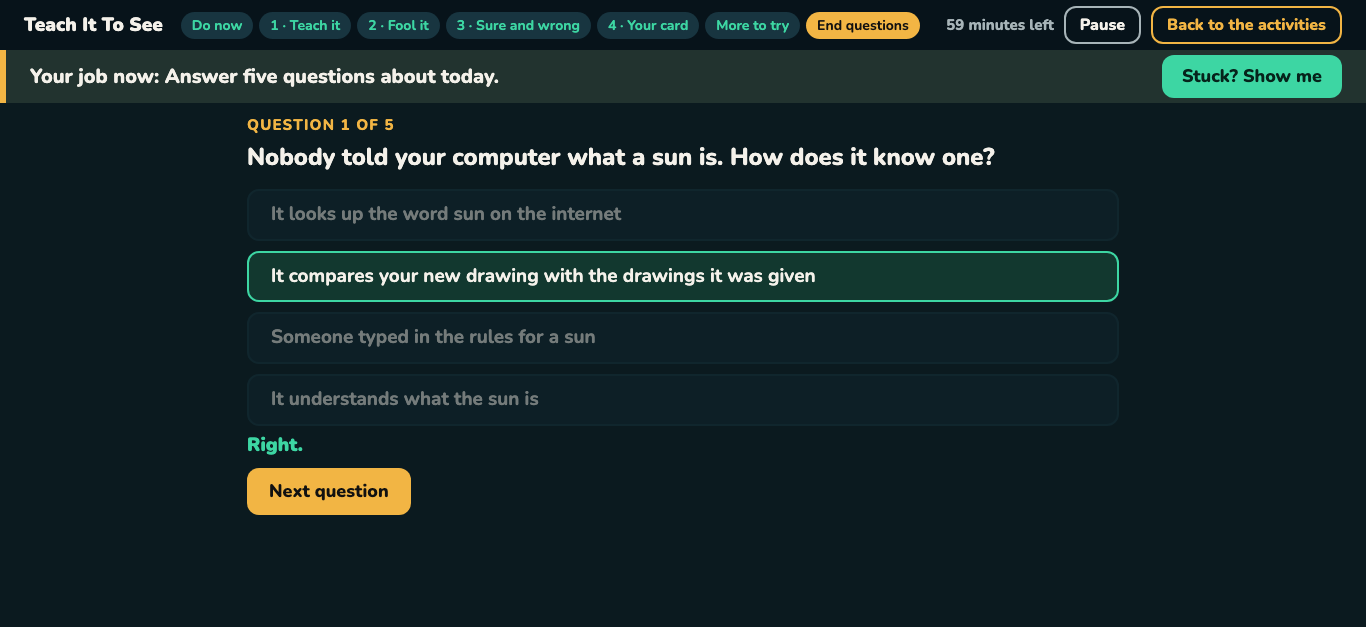 Teach It To See
Do now
1 · Teach it
2 · Fool it
3 · Sure and wrong
4 · Your card
More to try
End questions
59 minutes left
Pause
Back to the activities
Your job now: Answer five questions about today.
Stuck? Show me
QUESTION 1 OF 5
Nobody told your computer what a sun is. How does it know one?
It looks up the word sun on the internet
It compares your new drawing with the drawings it was given
Someone typed in the rules for a sun
It understands what the sun is
Right.
Next question